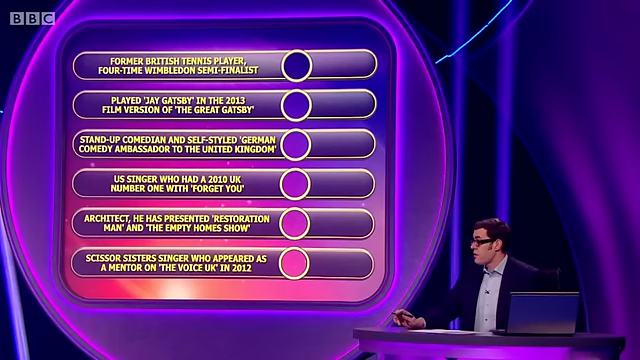 BBC
FORMER BRITISH TENNIS PLAYER,
FOUR-TIME WIMBLEDON SEMI-FINALIST
PLAYED 'JAY GATSBY' IN THE 2013
FILM VERSION OF 'THE GREAT GATSBY'
STAND-UP COMEDIAN AND SELF-STYLED 'GERMAN
COMEDY AMBASSADOR TO THE UNITED KINGDOM'
US SINGER WHO HAD A 2010 UK
NUMBER ONE WITH 'FORGET YOU'
ARCHITECT, HE HAS PRESENTED 'RESTORATION
MAN' AND 'THE EMPTY HOMES SHOW'
SCISSOR SISTERS SINGER WHO APPEARED AS
A MENTOR ON 'THE VOICE UK' IN 2012